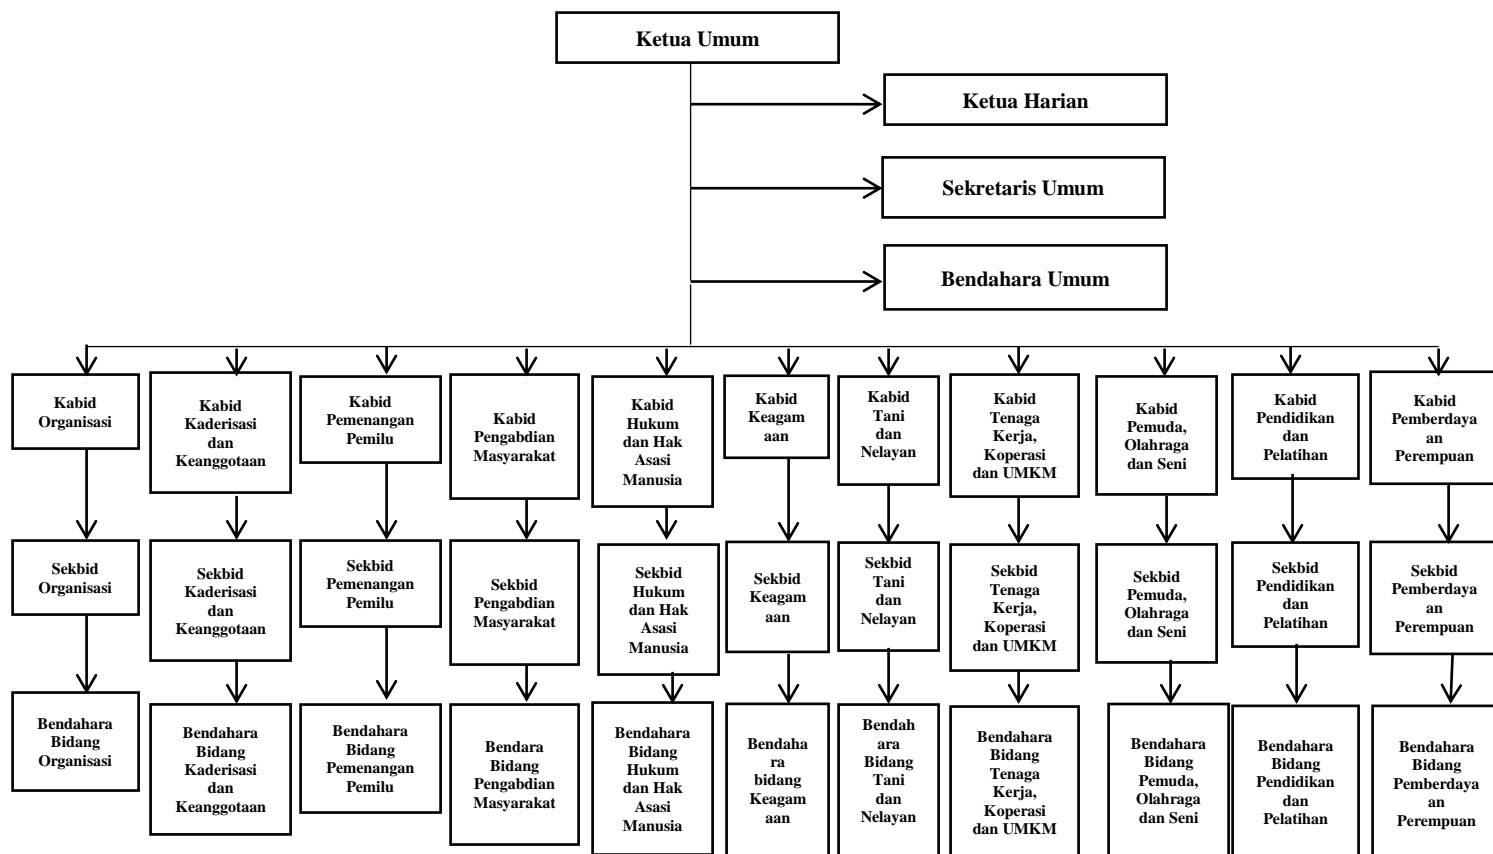 Ketua Umum
Ketua Harian
Sekretaris Umum
Bendahara Umum
Kabid
Organisasi
Kabid
Kaderisasi
dan
Keanggotaan
Kabid
Pemenangan
Pemilu
Kabid
Pengabdian
Masyarakat
Kabid
Hukum
dan Hak
Asasi
Manusia
Kabid
Keagam
aan
Kabid
Tani
dan
Nelayan
Kabid
Tenaga
Kerja,
Koperasi
dan UMKM
Kabid
Pemuda,
Olahraga
dan Seni
Kabid
Pendidikan
dan
Pelatihan
Kabid
Pemberdaya
an
Perempuan
Sekbid
Organisasi
Sekbid
Kaderisasi
dan
Keanggotaan
Sekbid
Pemenangan
Pemilu
Sekbid
Pengabdian
Masyarakat
Sekbid
Hukum
dan Hak
Asasi
Manusia
Sekbid
Keagam
aan
Sekbid
Tani
dan
Nelayan
Sekbid
Tenaga
Kerja,
Koperasi
dan UMKM
Sekbid
Pemuda,
Olahraga
dan Seni
Sekbid
Pendidikan
dan
Pelatihan
Sekbid
Pemberdaya
an
Perempuan
Bendahara
Bidang
Organisasi
Bendahara
Bidang
Kaderisasi
dan
Keanggotaan
Bendahara
Bidang
Pemenangan
Pemilu
Bendara
Bidang
Pengabdian
Masyarakat
Bendahara
Bidang
Hukum
dan Hak
Asasi
Manusia
Bendaha
ra
bidang
Keagam
aan
Bendah
ara
Bidang
Tani
dan
Nelayan
Bendahara
Bidang
Tenaga
Kerja,
Koperasi
dan UMKM
Bendahara
Bidang
Pemuda,
Olahraga
dan Seni
Bendahara
Bidang
Pendidikan
dan
Pelatihan
Bendahara
Bidang
Pemberdaya
an
Perempuan